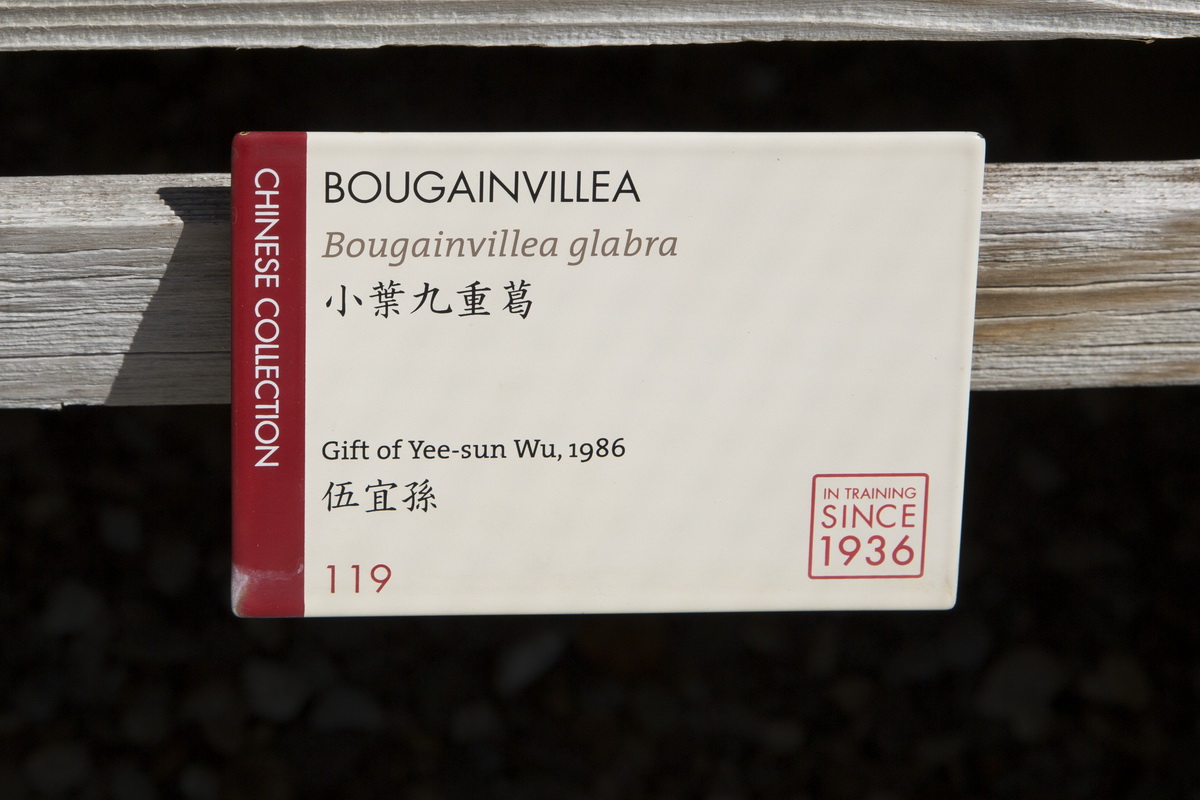 CHINESE COLLECTION
BOUGAINVILLEA
Bougainvillea glabra
小葉九重葛
Gift of Yee-sun Wu, 1986
伍宜孫
119
IN TRAINING
SINCE
1936